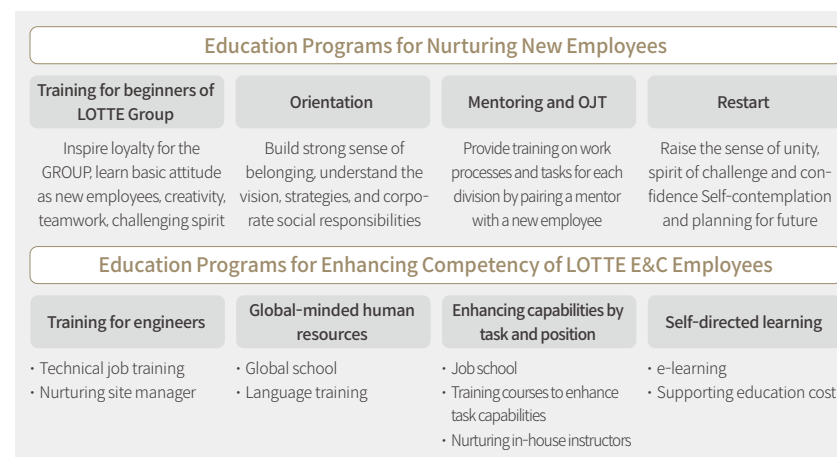 Education Programs for Nurturing New Employees
Training for beginners of
LOTTE Group
Inspire loyalty for the
GROUP, learn basic attitude
as new employees, creativity,
teamwork, challenging spirit
Orientation
Build strong sense of
belonging, understand the
vision, strategies, and corpo-
rate social responsibilities
Mentoring and OJT
Provide training on work
processes and tasks for each
division by pairing a mentor
with a new employee
Restart
Raise the sense of unity,
spirit of challenge and con-
fidence Self-contemplation
and planning for future
Education Programs for Enhancing Competency of LOTTE E&C Employees
Training for engineers
· Technical job training
· Nurturing site manager
Global-minded human
resources
· Global school
· Language training
Enhancing capabilities by
task and position
· Job school
· Training courses to enhance
task capabilities
· Nurturing in-house instructors
Self-directed learning
· e-learning
· Supporting education cost